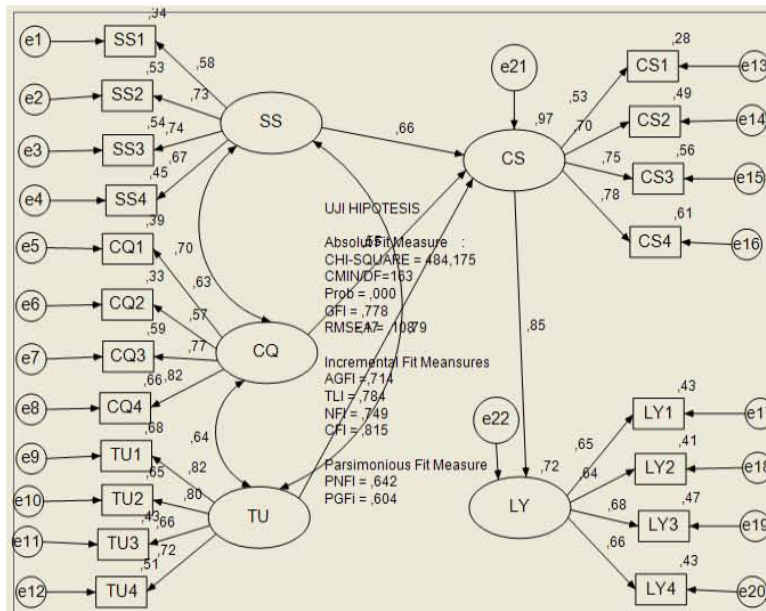 ,34
e1
SS1
,58
,53
e2
SS2
,73
,54
e3
SS3
,74
,67
,45
e4
SS4
,39
e5
CQ1
,70
,63
,33
e6
CQ2
,57
,59
e7
CQ3
,77
,66
,82
e8
CQ4
,68
e9
TU1
,82
,65
e10
TU2
,80
,43
,66
e11
TU3
,72
,51
e12
TU4
SS
CQ
,64
TU
,66
UJI HIPOTESIS
Absolut Fit Measure :
CHI-SQUARE = 484,175
CMIN/DF=163
Prob = ,000
GFI = ,778
RMSEA =
Incremental Fit Meansures
AGFI =,714
TLI = ,784
NFI = ,749
CFI = ,815
Parsimonious Fit Measure
PNFI = ,642
PGFi = ,604
e21
,97
CS
,28
CS1
e13
,53
,49
CS2
e14
,70
,56
CS3
e15
,75
,78
,61
CS4
e16
,85
e22
,72
LY
,43
LY1
e17
,65
,41
LY2
e18
,64
,47
LY3
e19
,68
,66
,43
LY4
e20